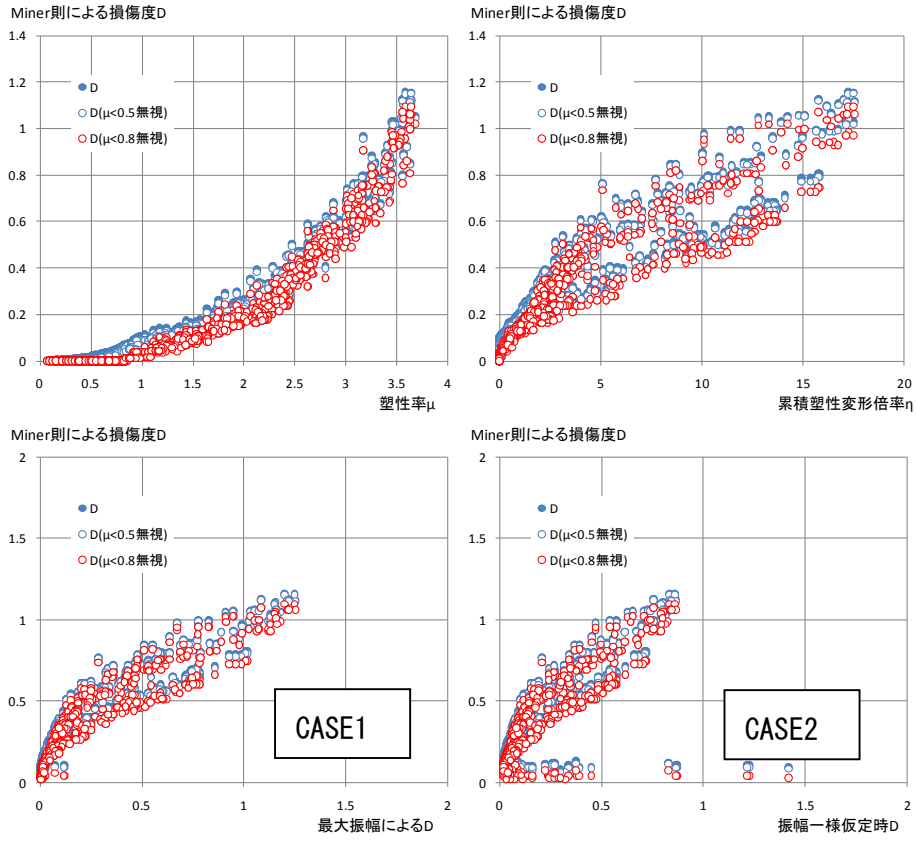 Miner則による損傷度D
1.4
1.2
1
0.8
0.6
0.4
0.2
0
D
D(μ<0.5無視)
D(μ<0.8無視)
0 0.5 1 1.5 2 2.5 3 3.5 4
塑性率μ
Miner則による損傷度D
1.4
1.2
1
0.8
0.6
0.4
0.2
0
D
D(μ<0.5無視)
D(μ<0.8無視)
0 5 10 15 20
累積塑性変形倍率η
Miner則による損傷度D
2
1.5
1
0.5
0
D
D(μ<0.5無視)
D(μ<0.8無視)
CASE1
0 0.5 1 1.5 2
最大振幅によるD
Miner則による損傷度D
2
1.5
1
0.5
0
D
D(μ<0.5無視)
D(μ<0.8無視)
CASE2
0 0.5 1 1.5 2
振幅一様仮定時D